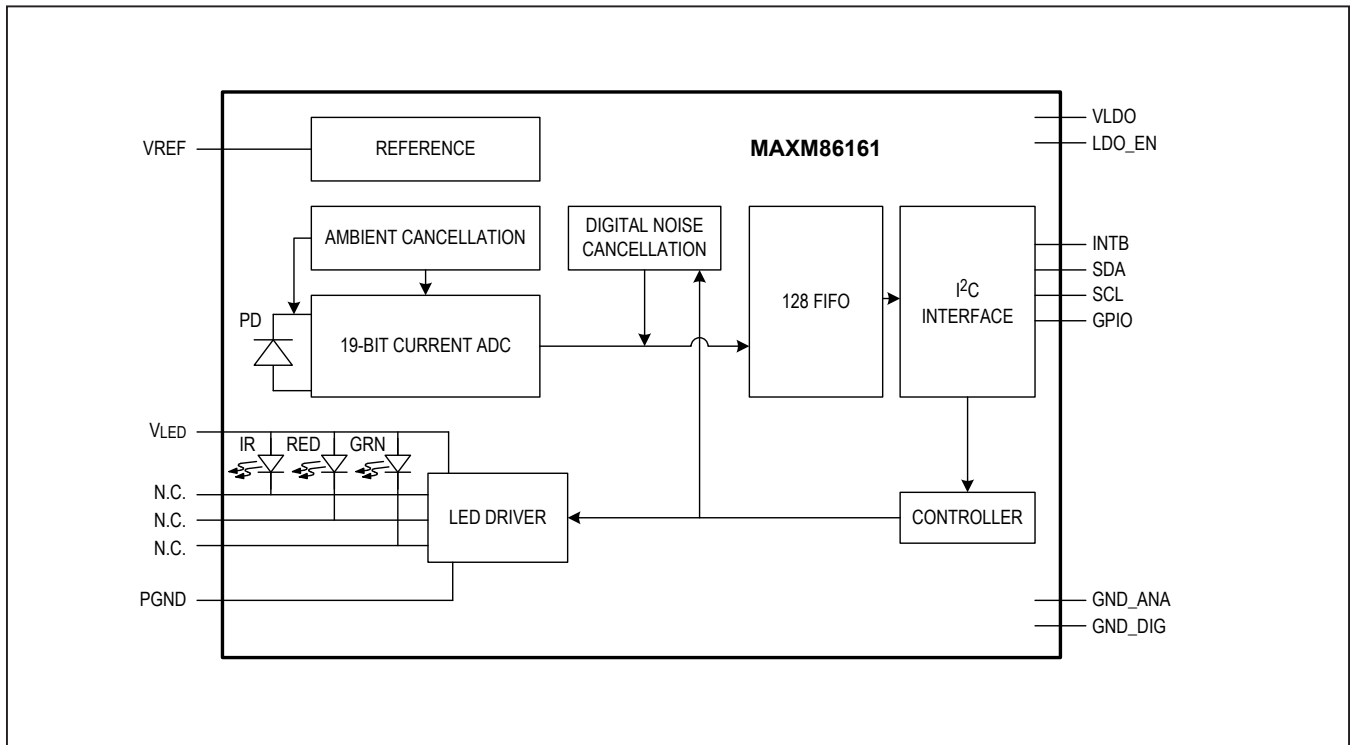 VREF
REFERENCE
MAXM86161
VLDO
LDO_EN
AMBIENT CANCELLATION
DIGITAL NOISE
CANCELLATION
PD
19-BIT CURRENT ADC
128 FIFO
I2C
INTERFACE
INTB
SDA
SCL
GPIO
VLED
IR
RED
GRN
N.C.
N.C.
N.C.
LED DRIVER
CONTROLLER
PGND
GND_ANA
GND_DIG